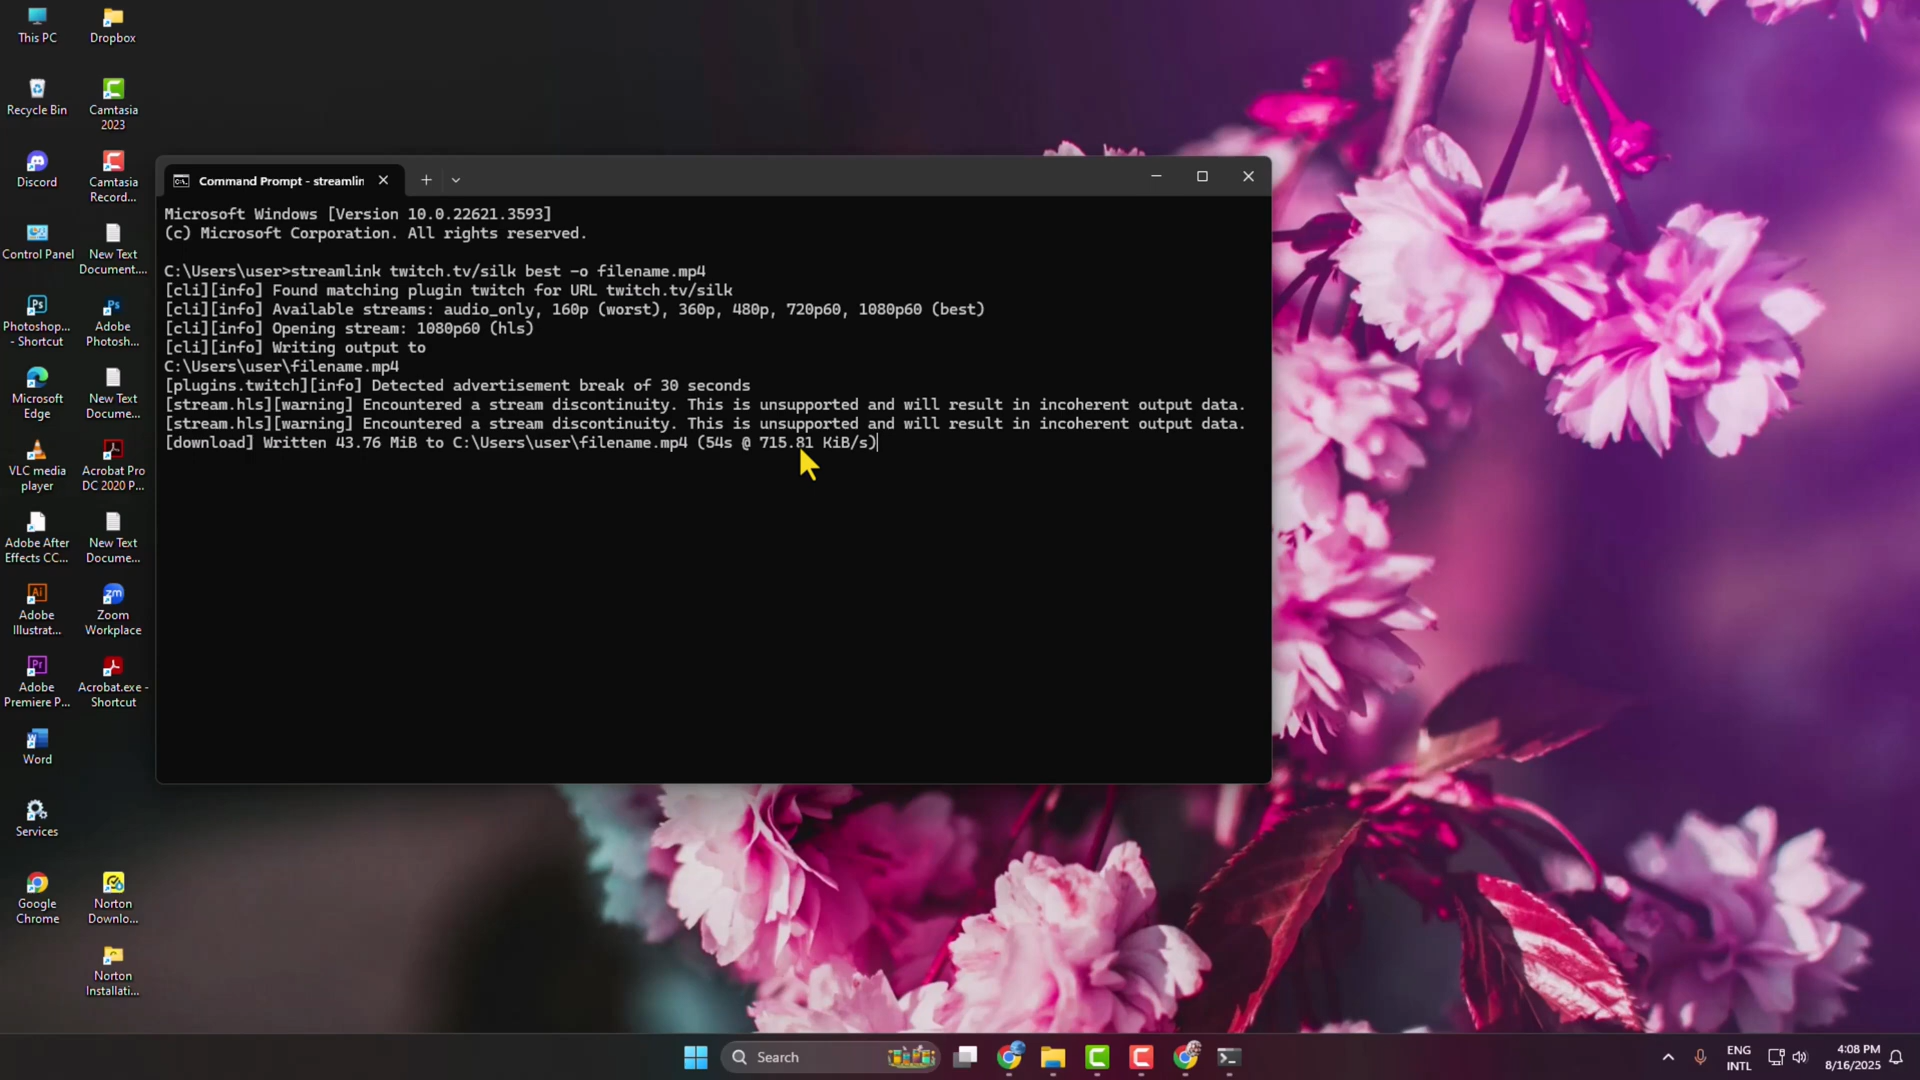 This PC
Dropbox
Recycle Bin
Camtasia
2023
Discord
Camtasia
Record...
Control Panel
New Text
Document....
Photoshop...
- Shortcut
Adobe
Photosh...
Microsoft
Edge
New Text
Docume...
VLC media
player
Acrobat Pro
DC 2020 P...
Adobe After
Effects CC...
New Text
Docume...
Adobe
Illustrat...
Zoom
Workplace
Adobe
Premiere P...
Acrobat.exe -
Shortcut
Word
Services
Google
Chrome
Norton
Downlo...
Norton
Installati...
Command Prompt - streamlin
Microsoft Windows [Version 10.0.22621.3593]
(c) Microsoft Corporation. All rights reserved.
C:\Users\user>streamlink twitch.tv/silk best -o filename.mp4
[cli][info] Found matching plugin twitch for URL twitch.tv/silk
[cli][info] Available streams: audio_only, 160p (worst), 360p, 480p, 720p60, 1080p60 (best)
[cli][info] Opening stream: 1080p60 (hls)
[cli][info] Writing output to
C:\Users\user\filename.mp4
[plugins.twitch][info] Detected advertisement break of 30 seconds
[stream.hls][warning] Encountered a stream discontinuity. This is unsupported and will result in incoherent output data.
[stream.hls][warning] Encountered a stream discontinuity. This is unsupported and will result in incoherent output data.
[download] Written 43.76 MiB to C:\Users\user\filename.mp4 (54s @ 715.81 KiB/s)
Search
ENG
INTL
4:08 PM
8/16/2025